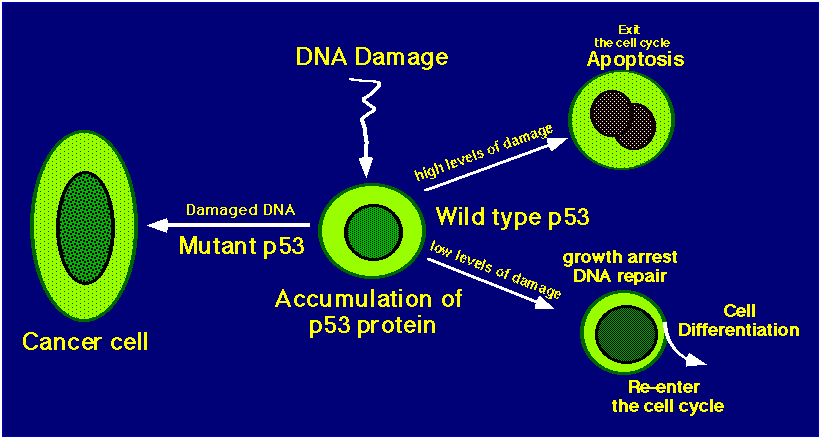 Exit
the cell cycle
Apoptosis
DNA Damage
high levels of damage
Damaged DNA
Mutant p53
Wild type p53
low levels of damage
growth arrest
DNA repair
Accumulation of
p53 protein
Cancer cell
Cell
Differentiation
Re-enter
the cell cycle